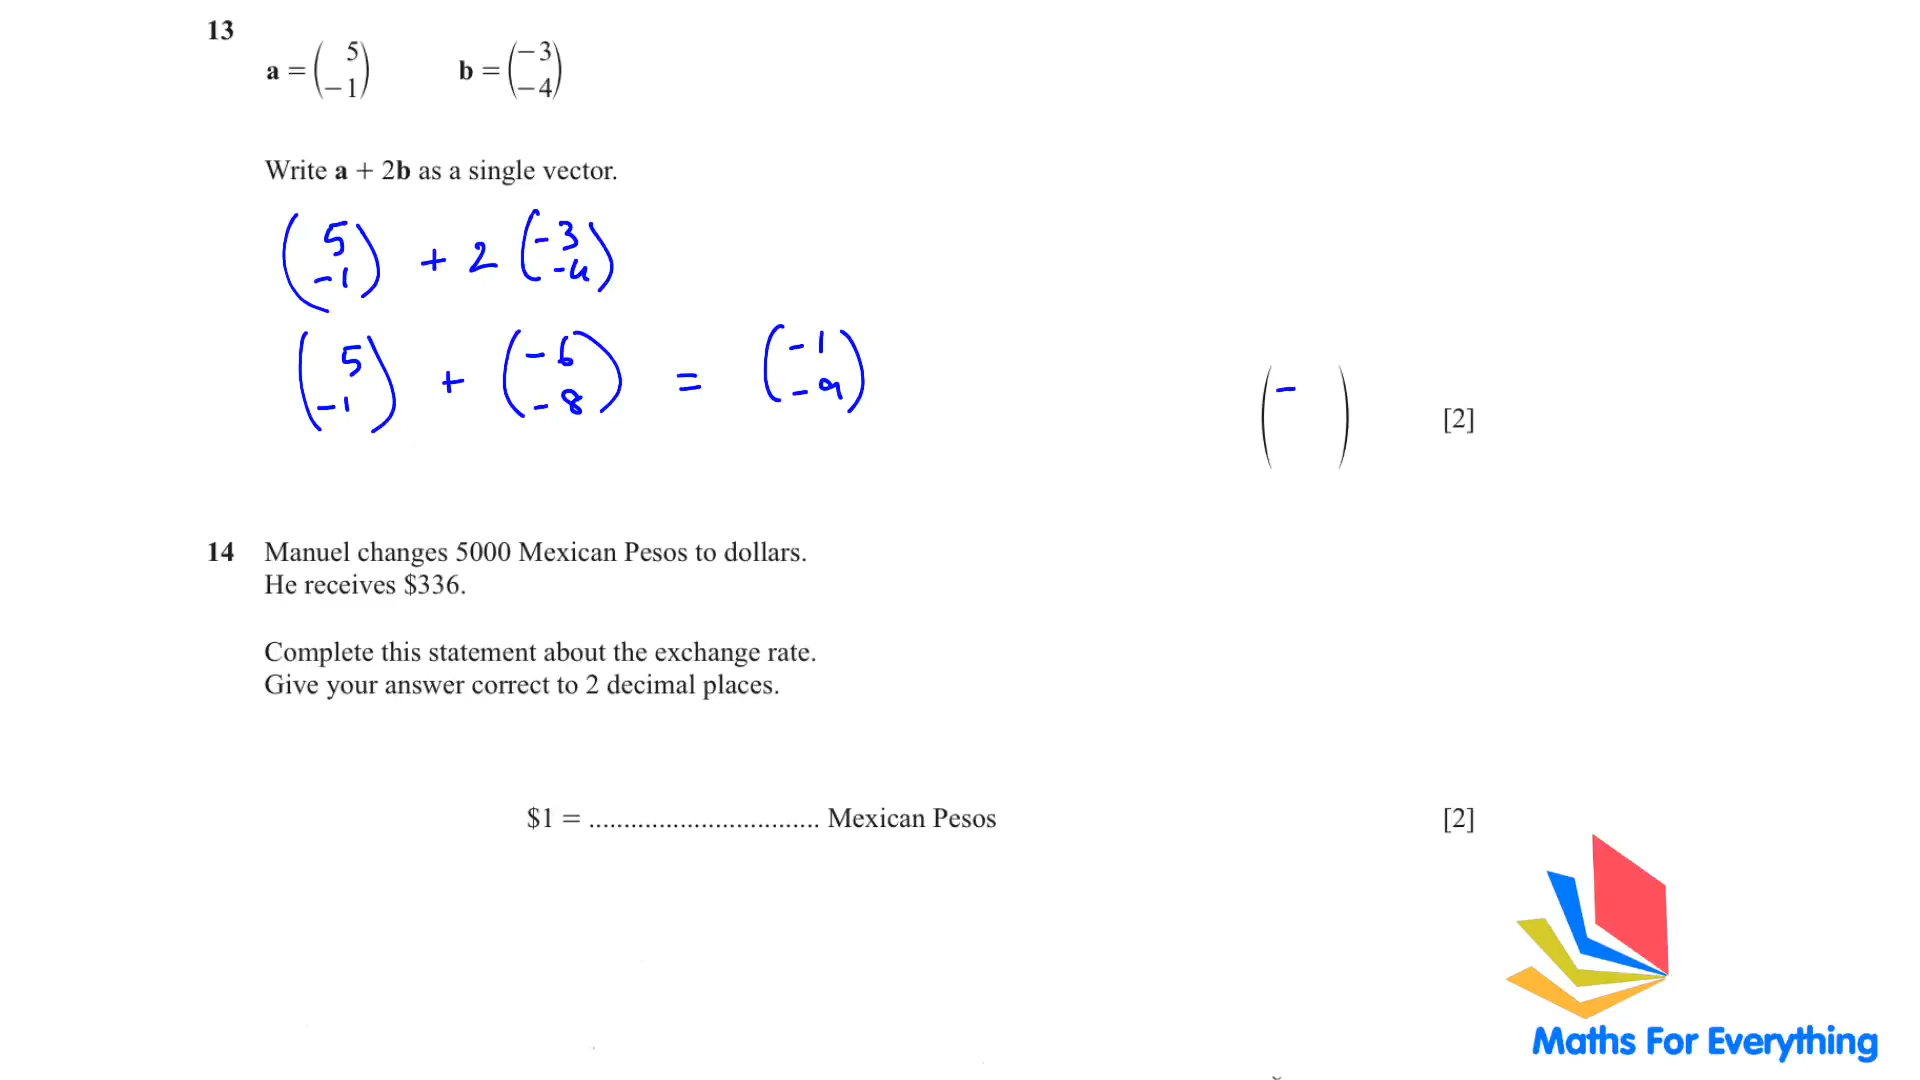 13
a = ( 5 −1 ) b = ( −3 −4 )
Write a + 2b as a single vector.
( 5 -1 ) + 2 ( -3 -4 )
( 5 -1 ) + ( -6 -8 ) = ( -1 -9 )
( - ) [2]
14 Manuel changes 5000 Mexican Pesos to dollars.
He receives $336.
Complete this statement about the exchange rate.
Give your answer correct to 2 decimal places.
$1 = ................................. Mexican Pesos [2]
Maths For Everything